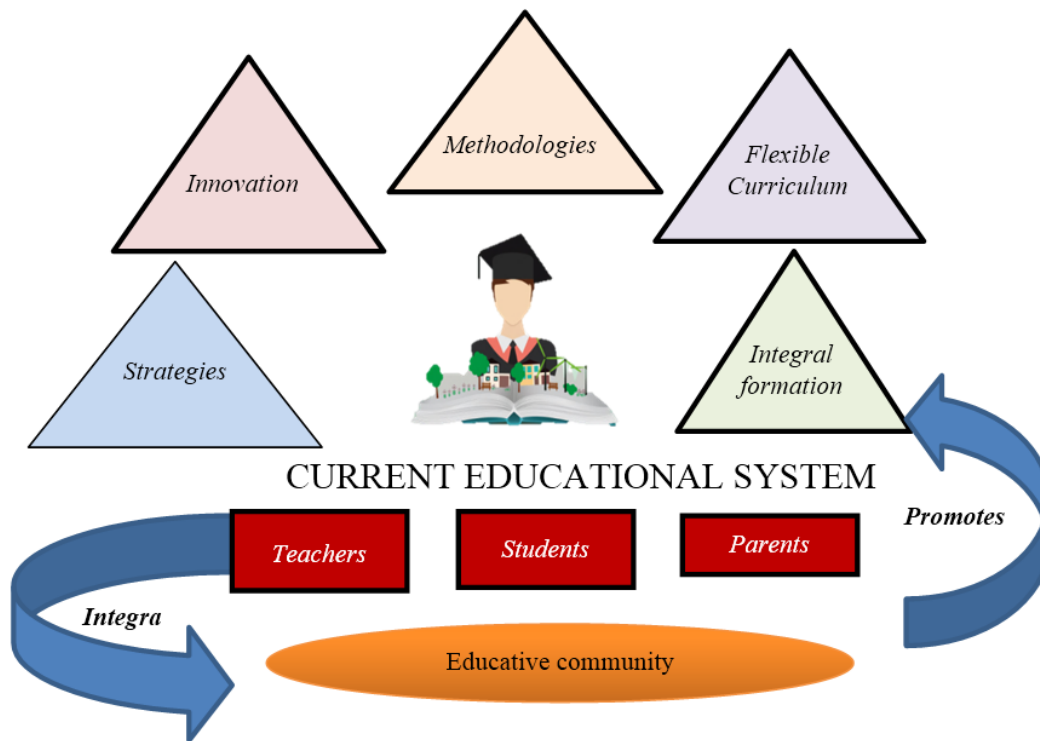 Methodologies
Innovation
Flexible
Curriculum
Strategies
Integral
formation
CURRENT EDUCATIONAL SYSTEM
Promotes
Teachers
Students
Parents
Integra
Educative community